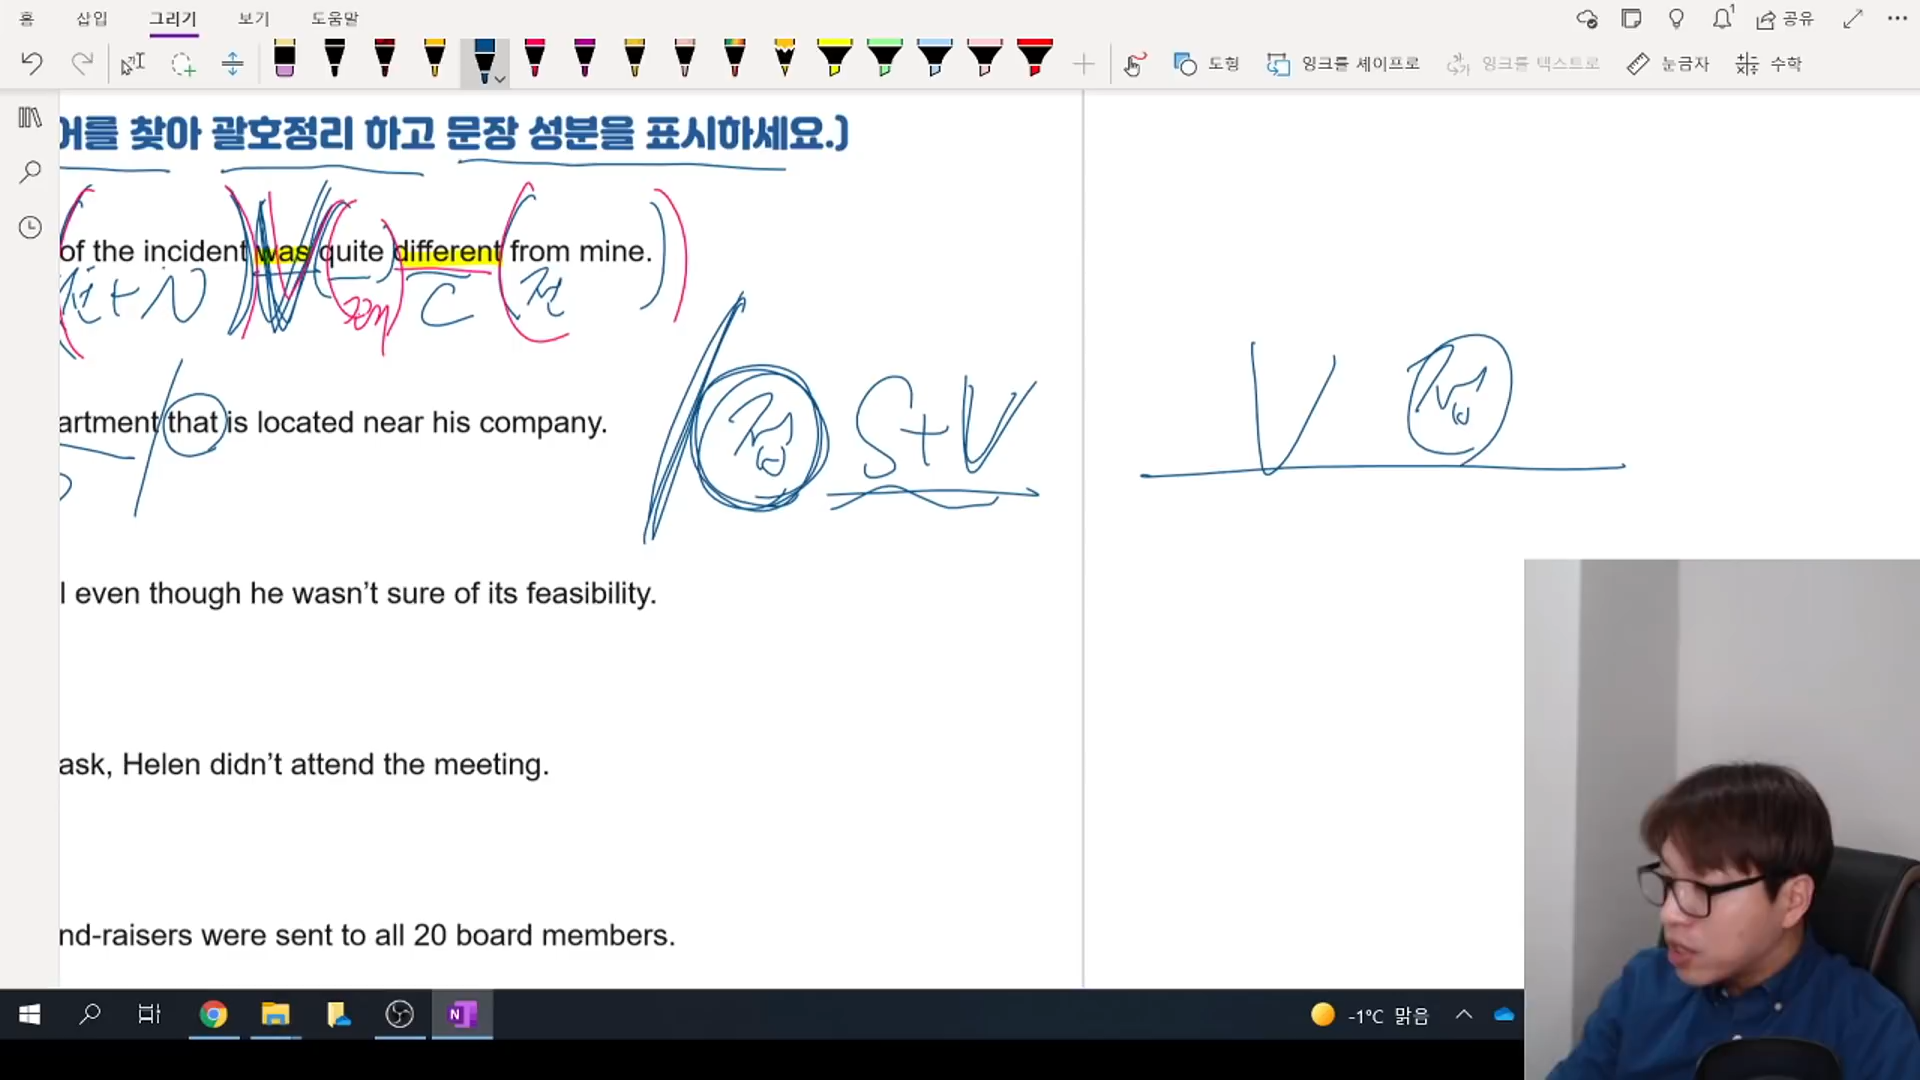 홈 삽입 그리기 보기 도움말 1 공유
도형 잉크를 셰이프로 잉크를 텍스트로 눈금자 수학
어를 찾아 괄호정리 하고 문장 성분을 표시하세요.)
of the incident was quite different from mine.
전+N V C 전
artment that is located near his company.
접 S+V V 접
l even though he wasn't sure of its feasibility.
ask, Helen didn't attend the meeting.
nd-raisers were sent to all 20 board members.
N -1°C 맑음